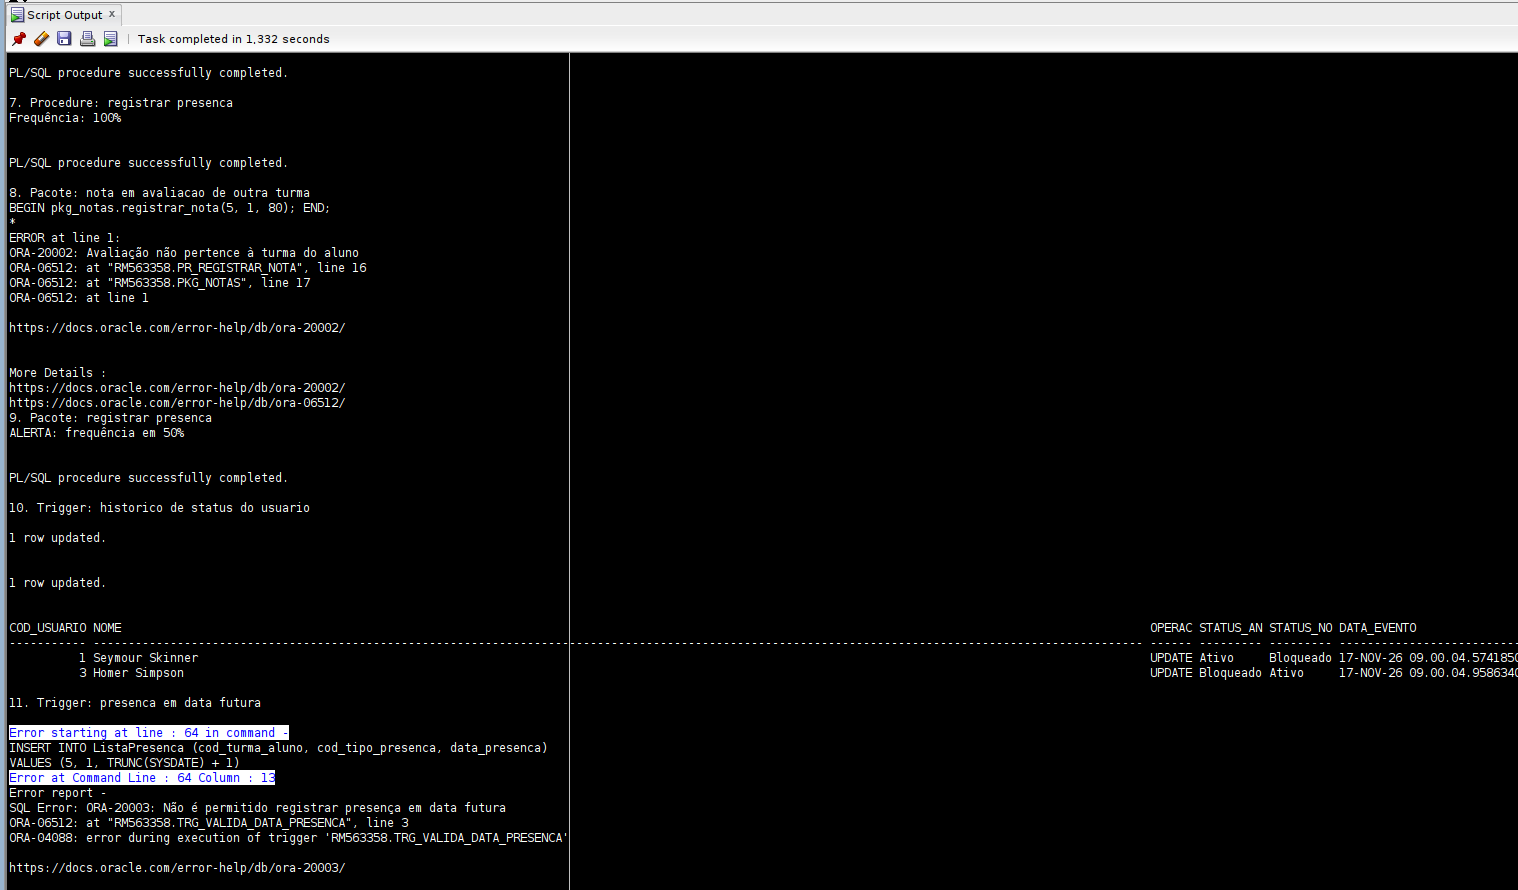 Script Output x
Task completed in 1,332 seconds
PL/SQL procedure successfully completed.
7. Procedure: registrar presenca
Frequência: 100%
PL/SQL procedure successfully completed.
8. Pacote: nota em avaliacao de outra turma
BEGIN pkg_notas.registrar_nota(5, 1, 80); END;
*
ERROR at line 1:
ORA-20002: Avaliação não pertence à turma do aluno
ORA-06512: at "RM563358.PR_REGISTRAR_NOTA", line 16
ORA-06512: at "RM563358.PKG_NOTAS", line 17
ORA-06512: at line 1
https://docs.oracle.com/error-help/db/ora-20002/
More Details :
https://docs.oracle.com/error-help/db/ora-20002/
https://docs.oracle.com/error-help/db/ora-06512/
9. Pacote: registrar presenca
ALERTA: frequência em 50%
PL/SQL procedure successfully completed.
10. Trigger: historico de status do usuario
1 row updated.
1 row updated.
COD_USUARIO NOME OPERAC STATUS_AN STATUS_NO DATA_EVENTO
1 Seymour Skinner UPDATE Ativo Bloqueado 17-NOV-26 09.00.04.5741850
3 Homer Simpson UPDATE Bloqueado Ativo 17-NOV-26 09.00.04.9586340
11. Trigger: presenca em data futura
Error starting at line : 64 in command -
INSERT INTO ListaPresenca (cod_turma_aluno, cod_tipo_presenca, data_presenca)
VALUES (5, 1, TRUNC(SYSDATE) + 1)
Error at Command Line : 64 Column : 13
Error report -
SQL Error: ORA-20003: Não é permitido registrar presença em data futura
ORA-06512: at "RM563358.TRG_VALIDA_DATA_PRESENCA", line 3
ORA-04088: error during execution of trigger 'RM563358.TRG_VALIDA_DATA_PRESENCA'
https://docs.oracle.com/error-help/db/ora-20003/